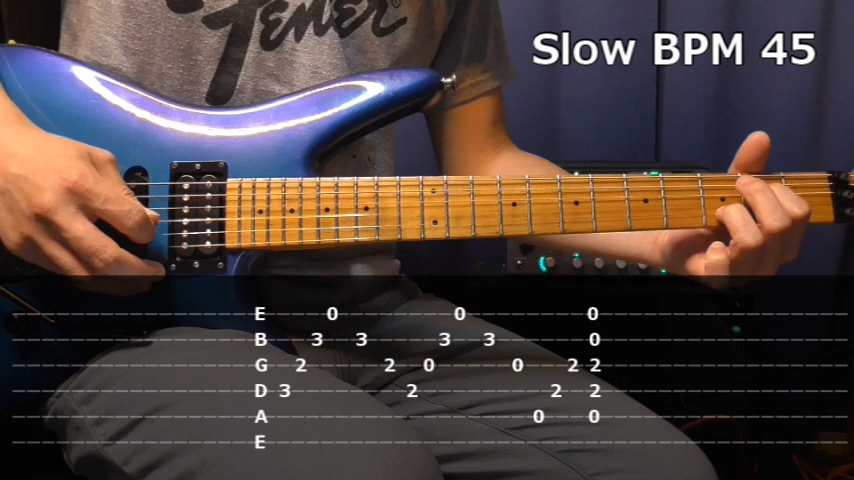 Fender
Slow BPM 45
E 0 0 0
B 3 3 3 3 0
G 2 2 0 0 2 2
D 3 2 2 2
A 0 0
E